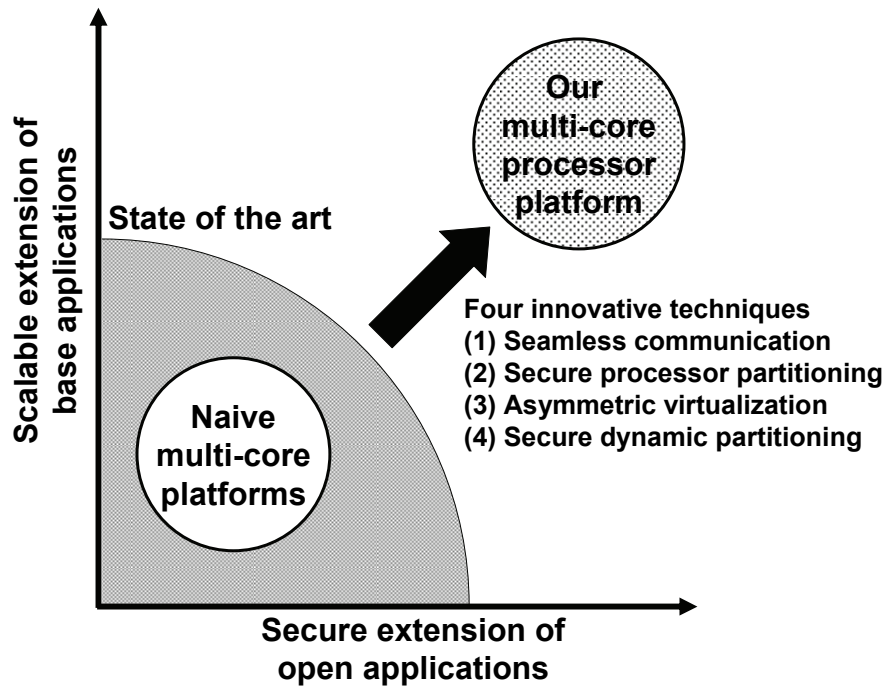 Our
multi-core
processor
platform
State of the art
Scalable extension of
base applications
Four innovative techniques
(1) Seamless communication
(2) Secure processor partitioning
(3) Asymmetric virtualization
(4) Secure dynamic partitioning
Naive
multi-core
platforms
Secure extension of
open applications